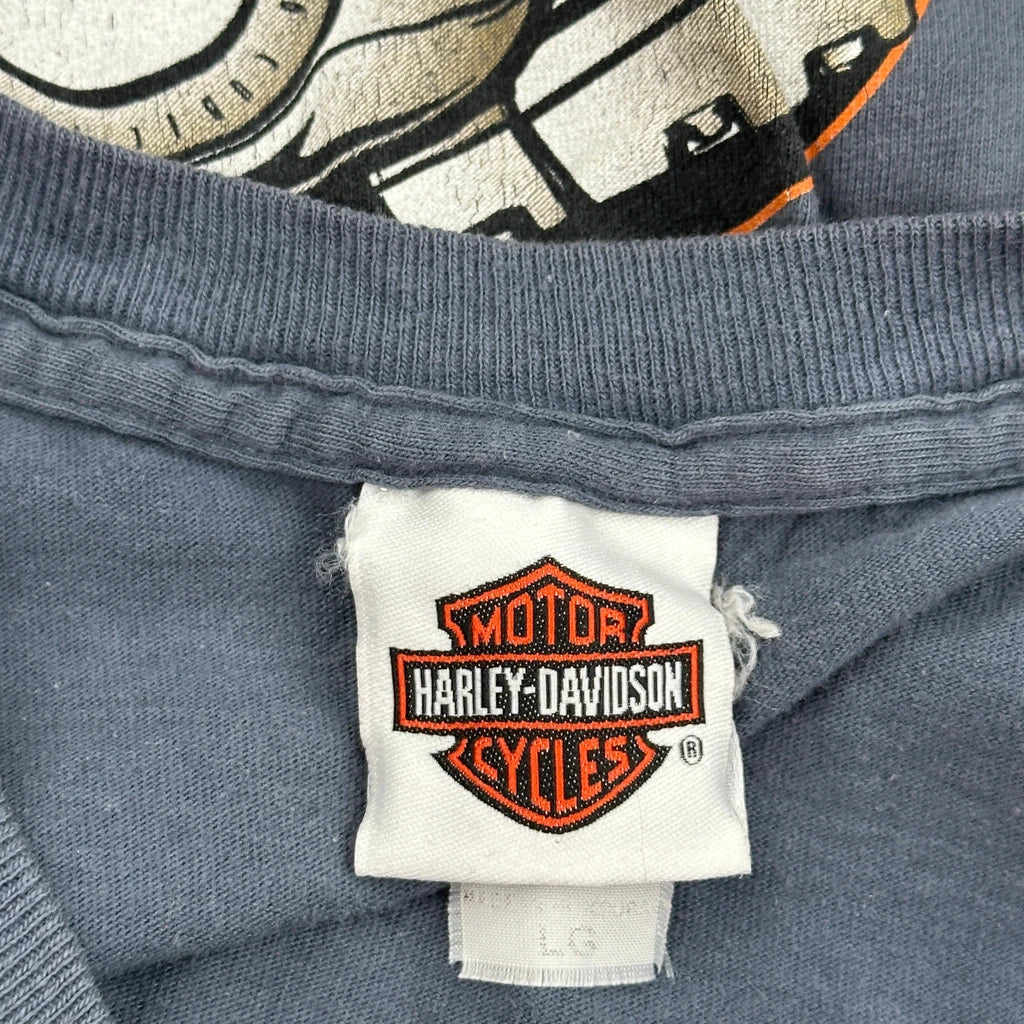 MOTOR
HARLEY-DAVIDSON
CYCLES
®
LG